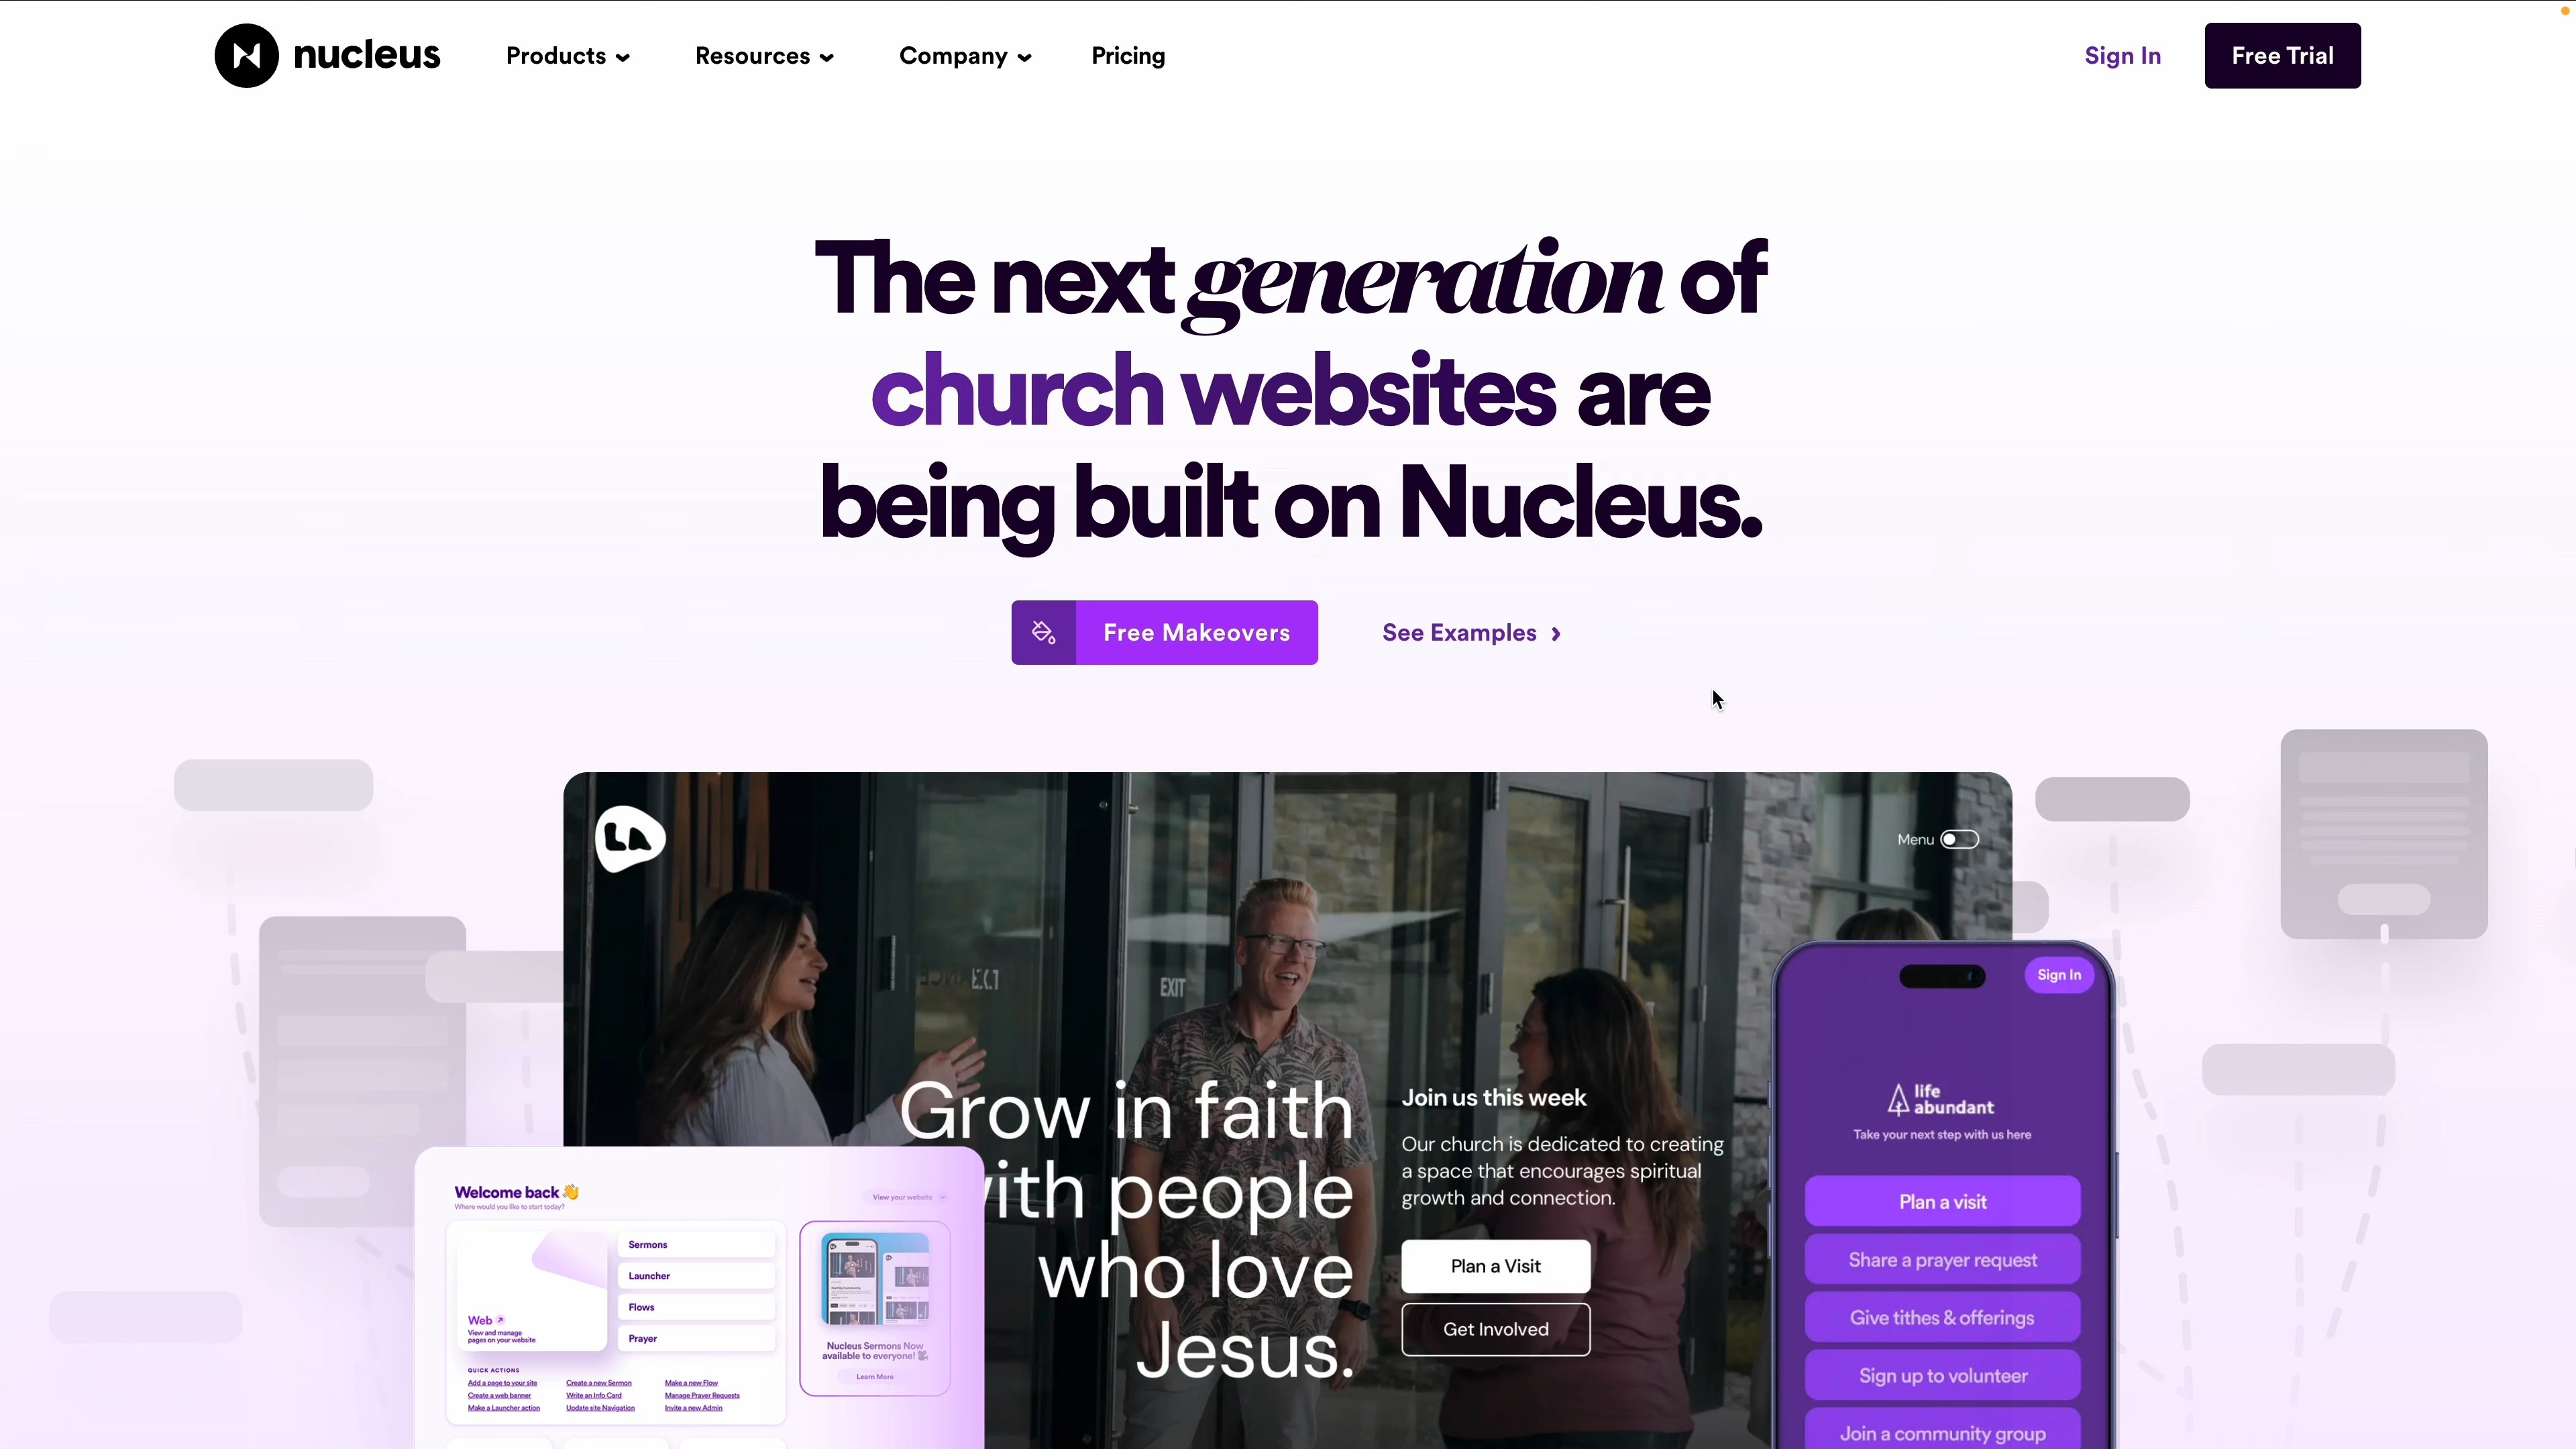 nucleus
Products
Resources
Company
Pricing
Sign In
Free Trial
The next generation of
church websites are
being built on Nucleus.
Free Makeovers
See Examples
LA
Menu
EXIT
Grow in faith
ith people
who love
Jesus.
Join us this week
Our church is dedicated to creating
a space that encourages spiritual
growth and connection.
Plan a Visit
Get Involved
Welcome back 👋
Where would you like to start today?
View your website
Web
View and manage
pages on your website
Sermons
Launcher
Flows
Prayer
QUICK ACTIONS
Add a page to your site
Create a new Sermon
Make a new Flow
Create a web banner
Write an Info Card
Manage Prayer Requests
Make a Launcher action
Update site Navigation
Invite a new Admin
Nucleus Sermons Now
available to everyone!
Learn More
Sign In
life
abundant
Take your next step with us here
Plan a visit
Share a prayer request
Give tithes & offerings
Sign up to volunteer
Join a community group